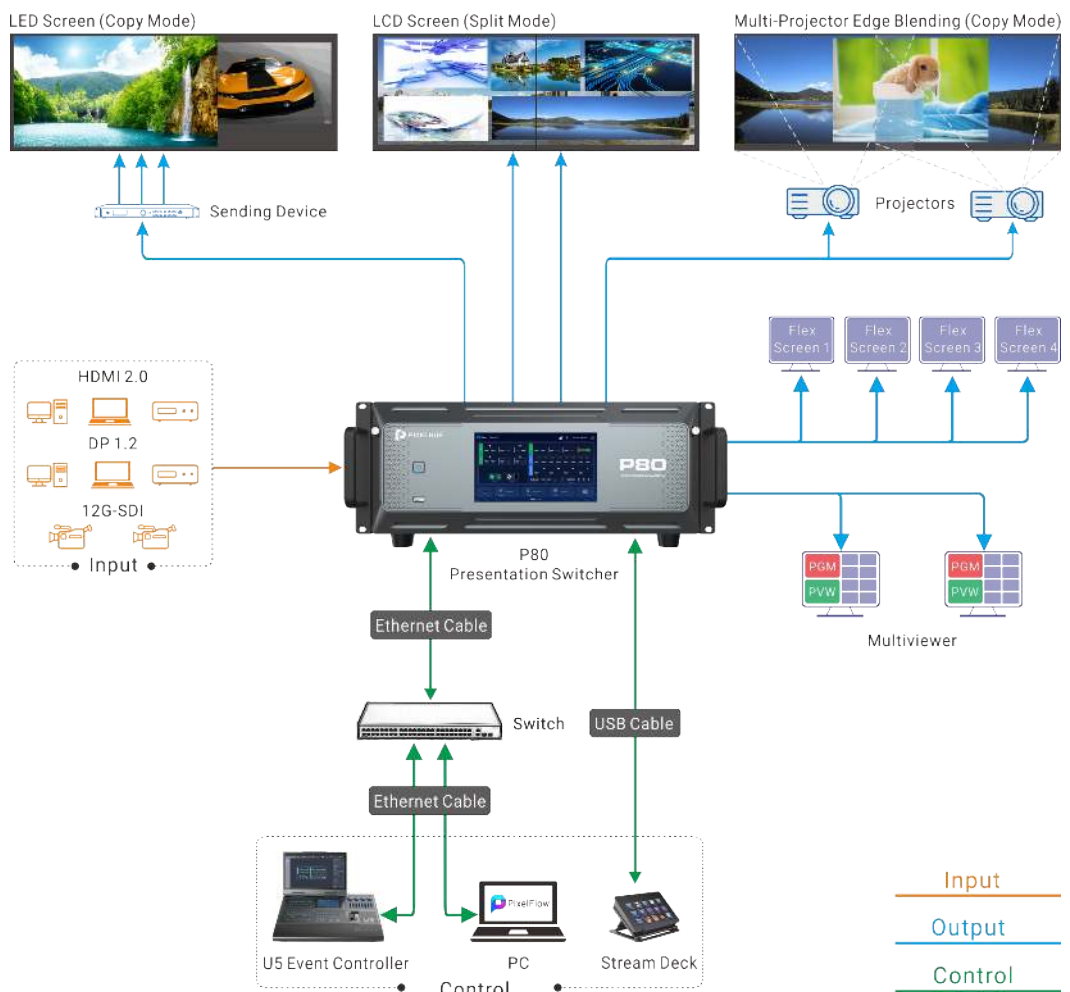 LED Screen (Copy Mode)
LCD Screen (Split Mode)
Multi-Projector Edge Blending (Copy Mode)
Sending Device
Projectors
Flex
Screen 1
Flex
Screen 2
Flex
Screen 3
Flex
Screen 4
HDMI 2.0
DP 1.2
12G-SDI
Input
PIXELHUE
P80
P80
Presentation Switcher
PGM
PVW
PGM
PVW
Multiviewer
Ethernet Cable
Switch
USB Cable
Ethernet Cable
PixelFlow
U5 Event Controller
PC
Stream Deck
Control
Input
Output
Control